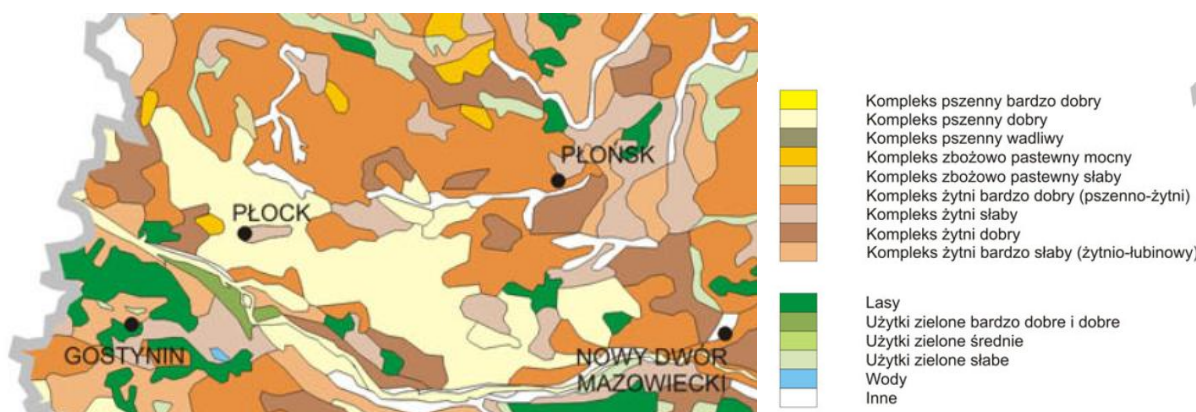 PŁOŃSK
PŁOCK
GOSTYNIN
NOWY DWÓR
MAZOWIECKI
Kompleks pszenny bardzo dobry
Kompleks pszenny dobry
Kompleks pszenny wadliwy
Kompleks zbożowo pastewny mocny
Kompleks zbożowo pastewny słaby
Kompleks żytni bardzo dobry (pszenno-żytni)
Kompleks żytni słaby
Kompleks żytni dobry
Kompleks żytni bardzo słaby (żytnio-łubinowy)
Lasy
Użytki zielone bardzo dobre i dobre
Użytki zielone średnie
Użytki zielone słabe
Wody
Inne